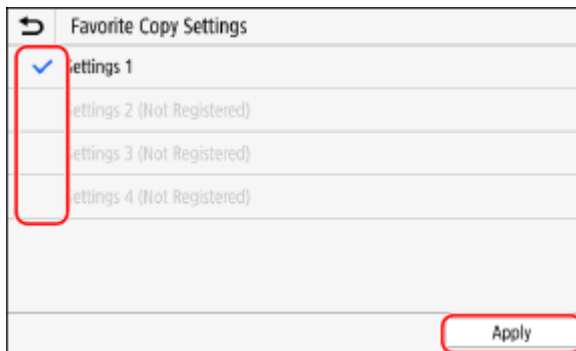 Favorite Copy Settings
Settings 1
Settings 2 (Not Registered)
Settings 3 (Not Registered)
Settings 4 (Not Registered)
Apply